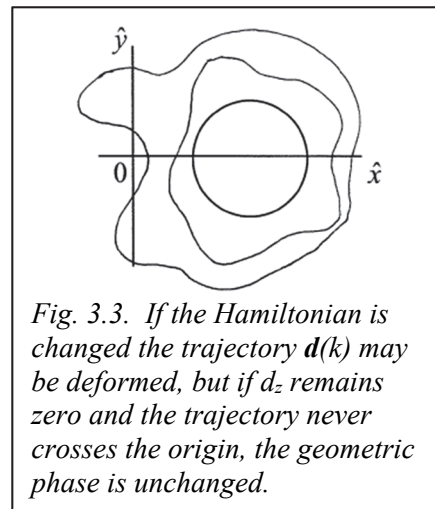 ŷ
0
x̂
Fig. 3.3. If the Hamiltonian is
changed the trajectory d(k) may
be deformed, but if dz remains
zero and the trajectory never
crosses the origin, the geometric
phase is unchanged.